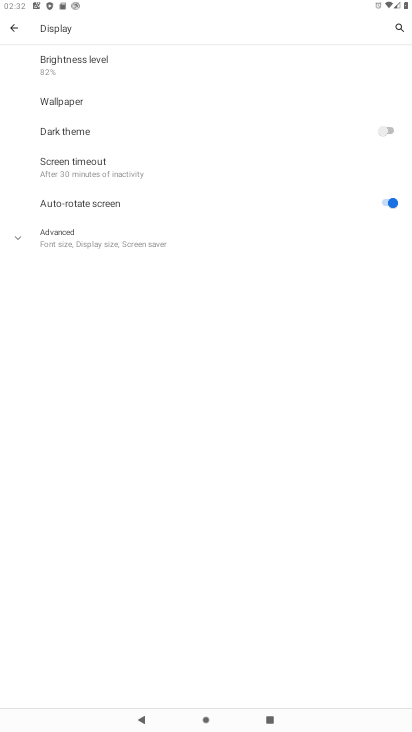 02:32
Display
Brightness level
82%
Wallpaper
Dark theme
Screen timeout
After 30 minutes of inactivity
Auto-rotate screen
Advanced
Font size, Display size, Screen saver